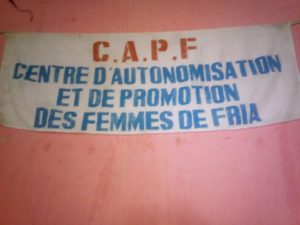 C.A.P.F
CENTRE D'AUTONOMISATION
ET DE PROMOTION
DES FEMMES DE FRIA